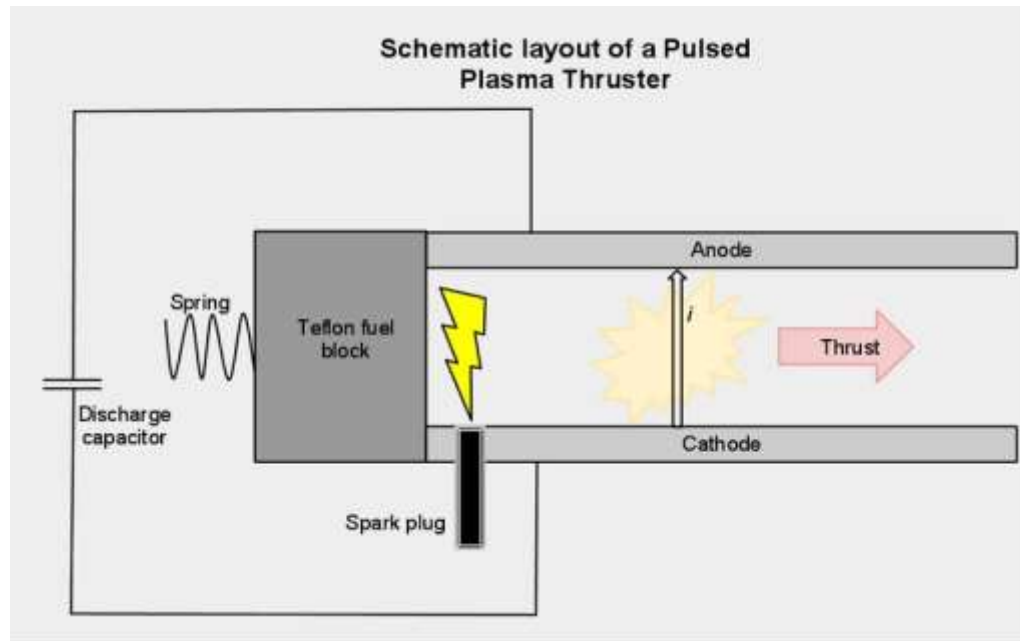 Schematic layout of a Pulsed
Plasma Thruster
Anode
Spring
Teflon fuel
block
i
Thrust
Discharge
capacitor
Cathode
Spark plug